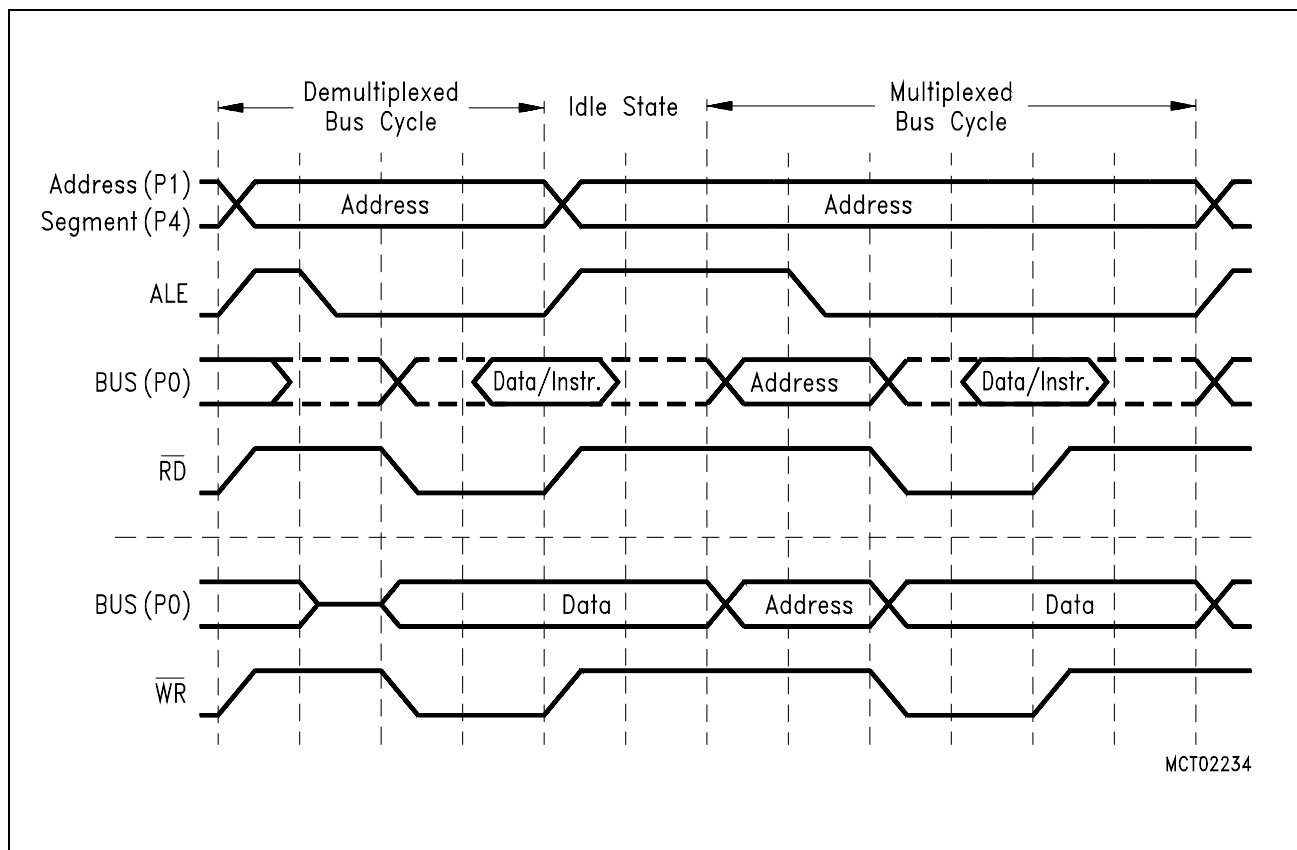 Demultiplexed
Bus Cycle
Idle State
Multiplexed
Bus Cycle
Address (P1)
Segment (P4)
Address
Address
ALE
BUS (P0)
Data/Instr.
Address
Data/Instr.
RD
BUS (P0)
Data
Address
Data
WR
MCT02234